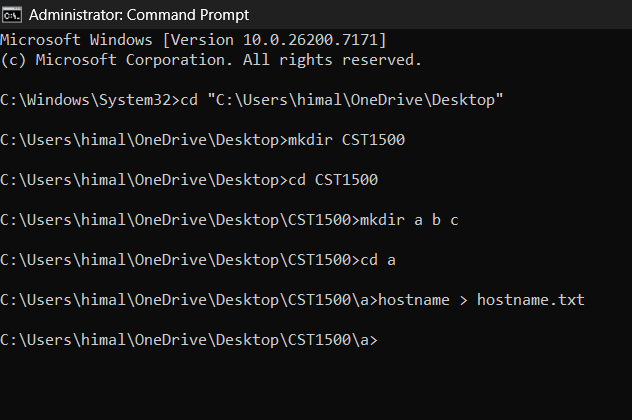 Administrator: Command Prompt
Microsoft Windows [Version 10.0.26200.7171]
(c) Microsoft Corporation. All rights reserved.
C:\Windows\System32>cd "C:\Users\himal\OneDrive\Desktop"
C:\Users\himal\OneDrive\Desktop>mkdir CST1500
C:\Users\himal\OneDrive\Desktop>cd CST1500
C:\Users\himal\OneDrive\Desktop\CST1500>mkdir a b c
C:\Users\himal\OneDrive\Desktop\CST1500>cd a
C:\Users\himal\OneDrive\Desktop\CST1500\a>hostname > hostname.txt
C:\Users\himal\OneDrive\Desktop\CST1500\a>